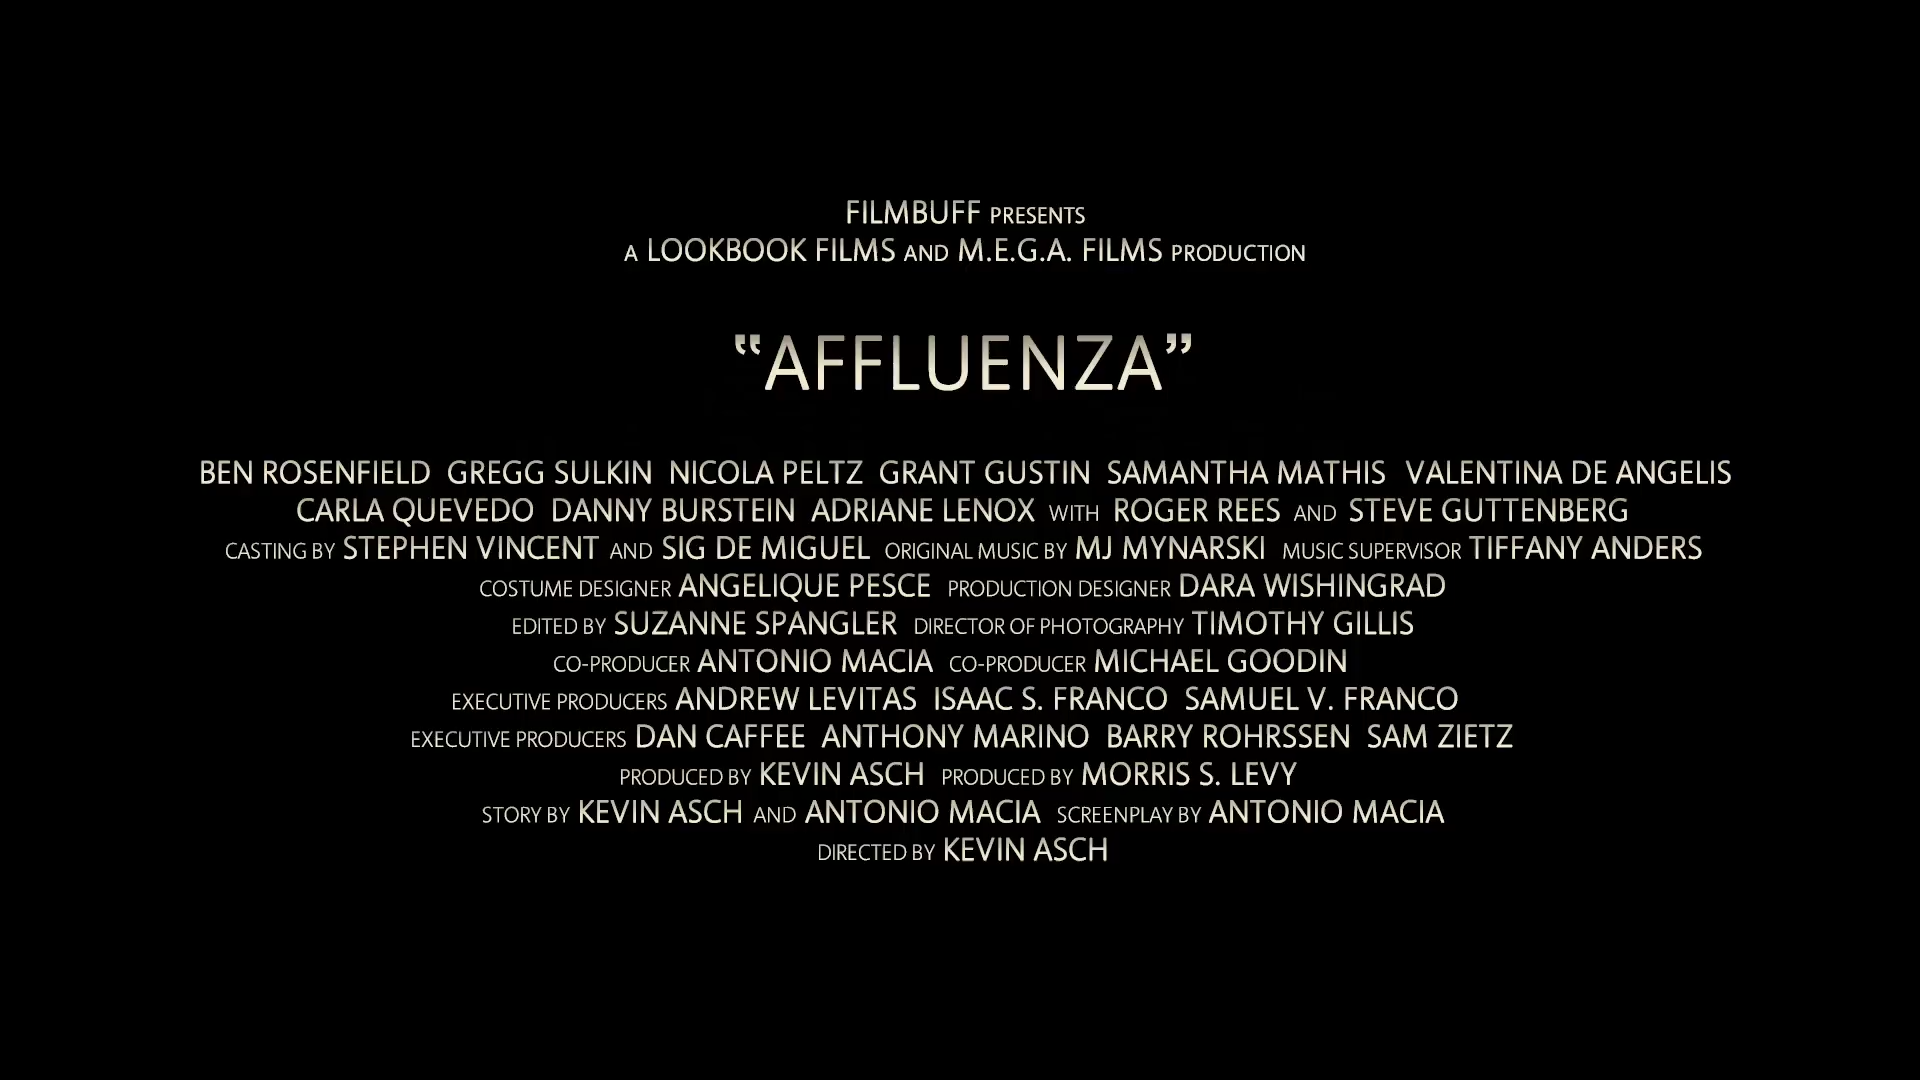 FILMBUFF PRESENTS
A LOOKBOOK FILMS AND M.E.G.A. FILMS PRODUCTION
“AFFLUENZA”
BEN ROSENFIELD GREGG SULKIN NICOLA PELTZ GRANT GUSTIN SAMANTHA MATHIS VALENTINA DE ANGELIS
CARLA QUEVEDO DANNY BURSTEIN ADRIANE LENOX WITH ROGER REES AND STEVE GUTTENBERG
CASTING BY STEPHEN VINCENT AND SIG DE MIGUEL ORIGINAL MUSIC BY MJ MYNARSKI MUSIC SUPERVISOR TIFFANY ANDERS
COSTUME DESIGNER ANGELIQUE PESCE PRODUCTION DESIGNER DARA WISHINGRAD
EDITED BY SUZANNE SPANGLER DIRECTOR OF PHOTOGRAPHY TIMOTHY GILLIS
CO-PRODUCER ANTONIO MACIA CO-PRODUCER MICHAEL GOODIN
EXECUTIVE PRODUCERS ANDREW LEVITAS ISAAC S. FRANCO SAMUEL V. FRANCO
EXECUTIVE PRODUCERS DAN CAFFEE ANTHONY MARINO BARRY ROHRSSEN SAM ZIETZ
PRODUCED BY KEVIN ASCH PRODUCED BY MORRIS S. LEVY
STORY BY KEVIN ASCH AND ANTONIO MACIA SCREENPLAY BY ANTONIO MACIA
DIRECTED BY KEVIN ASCH